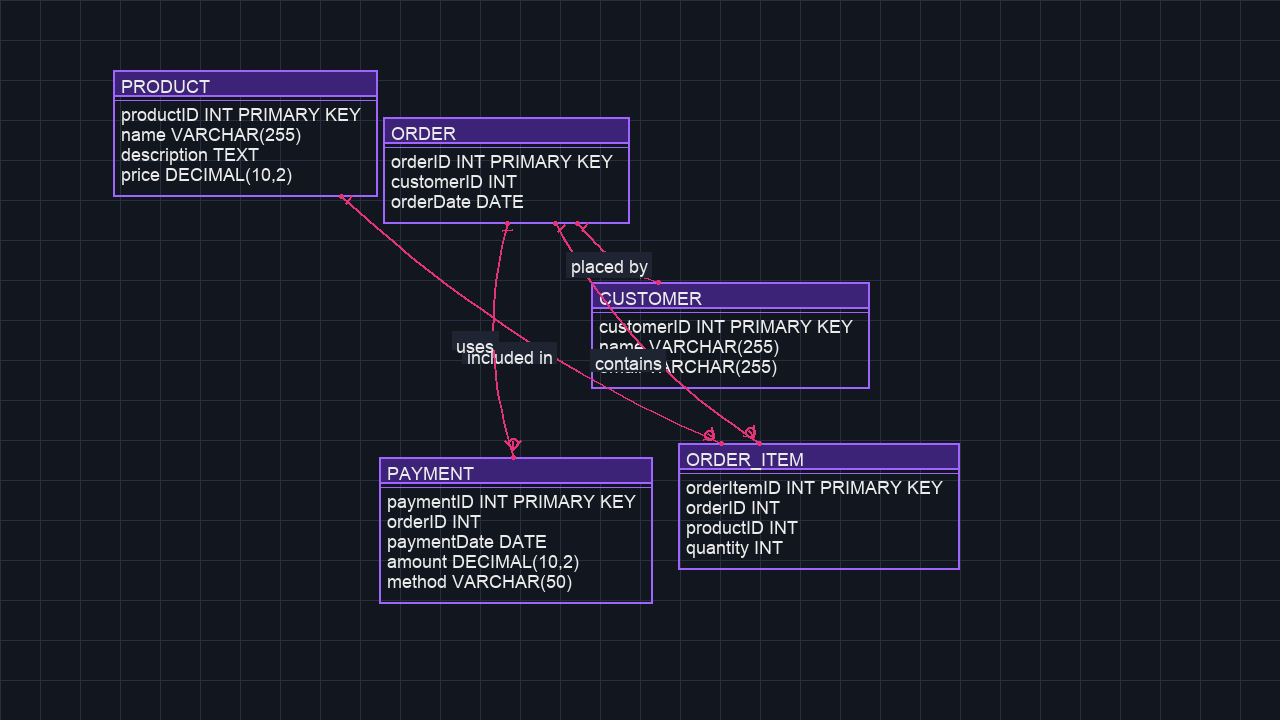 PRODUCT
productID INT PRIMARY KEY
name VARCHAR(255)
description TEXT
price DECIMAL(10,2)
ORDER
orderID INT PRIMARY KEY
customerID INT
orderDate DATE
placed by
CUSTOMER
customerID INT PRIMARY KEY
name VARCHAR(255)
VARCHAR(255)
uses
included in
contains
PAYMENT
paymentID INT PRIMARY KEY
orderID INT
paymentDate DATE
amount DECIMAL(10,2)
method VARCHAR(50)
ORDER_ITEM
orderItemID INT PRIMARY KEY
orderID INT
productID INT
quantity INT